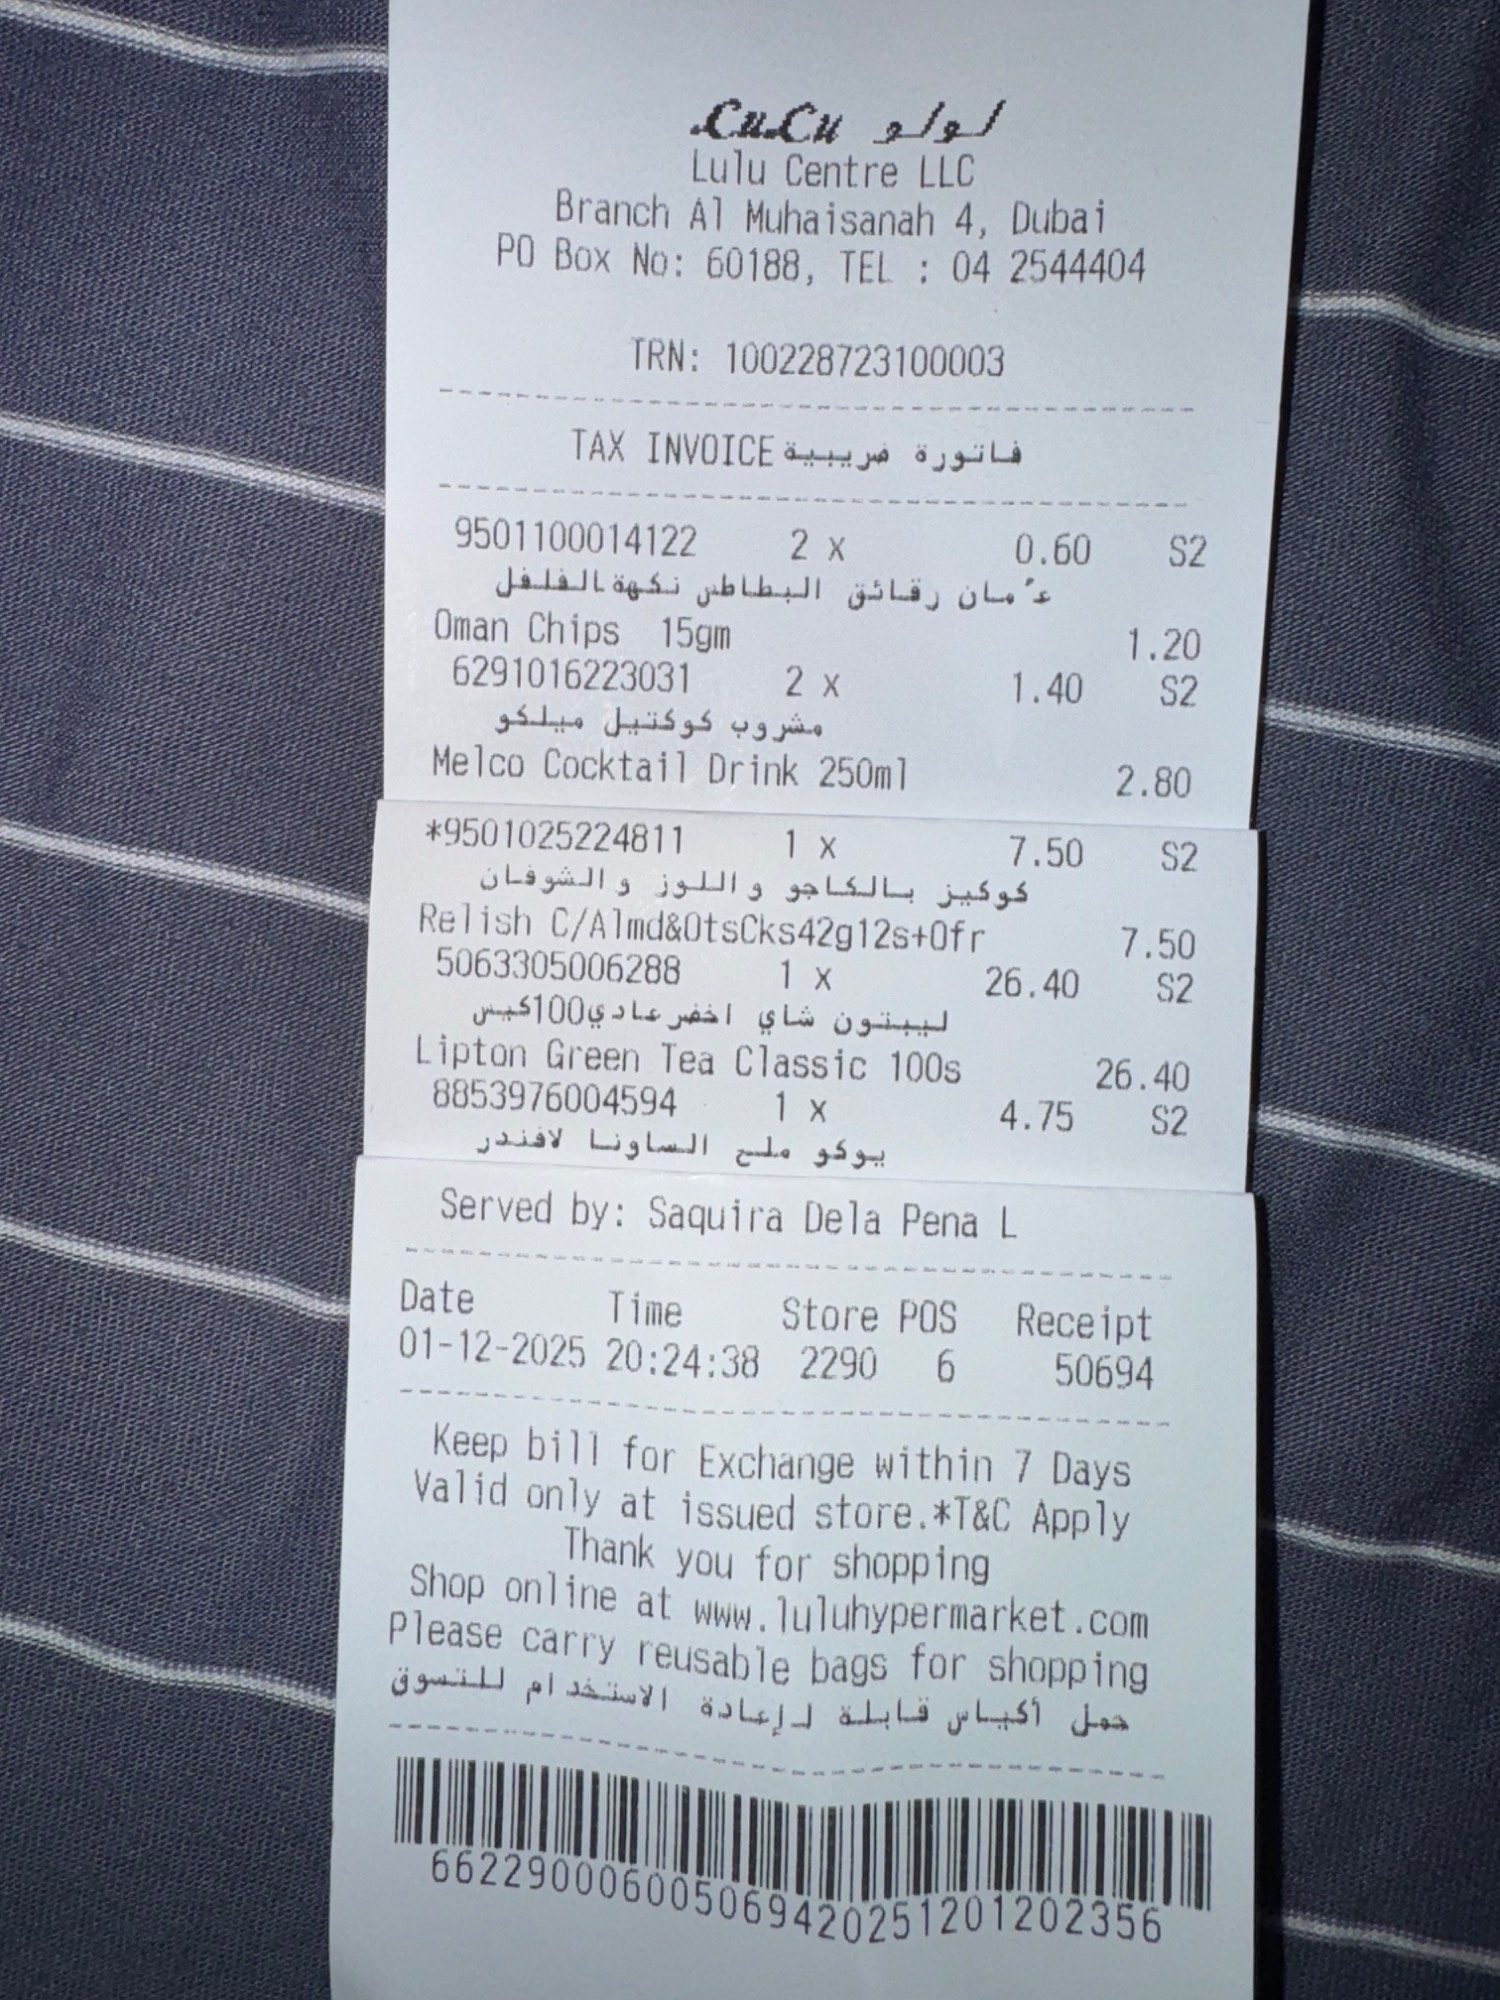 LuLu لولو
Lulu Centre LLC
Branch Al Muhaisanah 4, Dubai
PO Box No: 60188, TEL : 04 2544404
TRN: 100228723100003
TAX INVOICE فاتورة ضريبية
9501100014122 2 x 0.60 S2
عُمان رقائق البطاطس نكهة الفلفل
Oman Chips 15gm 1.20
6291016223031 2 x 1.40 S2
مشروب كوكتيل ميلكو
Melco Cocktail Drink 250ml 2.80
*9501025224811 1 x 7.50 S2
كوكيز بالكاجو واللوز والشوفان
Relish C/Almd&OtsCks42g12s+Ofr 7.50
5063305006288 1 x 26.40 S2
ليبتون شاي اخضر عادي100كيس
Lipton Green Tea Classic 100s 26.40
8853976004594 1 x 4.75 S2
يوكو ملح الساونا لافندر
Served by: Saquira Dela Pena L
Date Time Store POS Receipt
01-12-2025 20:24:38 2290 6 50694
Keep bill for Exchange within 7 Days
Valid only at issued store.*T&C Apply
Thank you for shopping
Shop online at www.luluhypermarket.com
Please carry reusable bags for shopping
حمل أكياس قابلة لإعادة الاستخدام للتسوق
662290006005069420251201202356